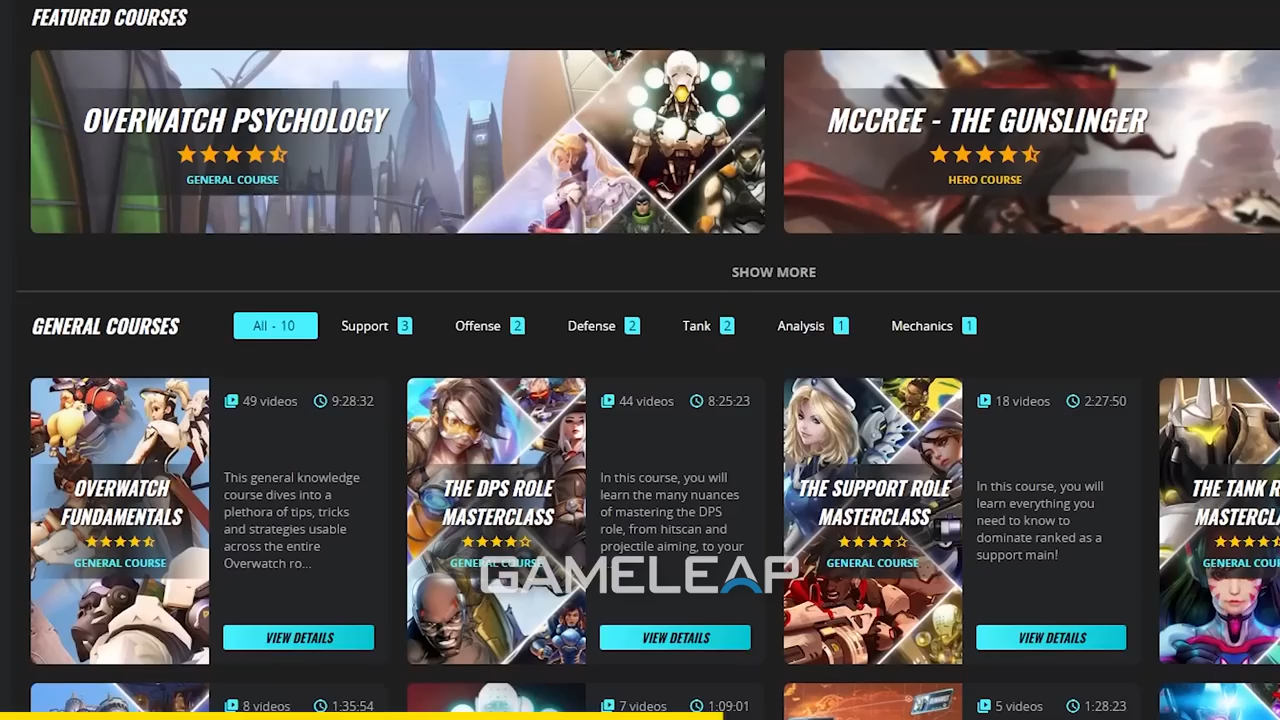 FEATURED COURSES
OVERWATCH PSYCHOLOGY
GENERAL COURSE
MCCREE - THE GUNSLINGER
HERO COURSE
SHOW MORE
GENERAL COURSES
All - 10
Support 3
Offense 2
Defense 2
Tank 2
Analysis 1
Mechanics 1
OVERWATCH
FUNDAMENTALS
GENERAL COURSE
49 videos 9:28:32
This general knowledge
course dives into a
plethora of tips, tricks
and strategies usable
across the entire
Overwatch ro...
VIEW DETAILS
THE DPS ROLE
MASTERCLASS
GENERAL COURSE
44 videos 8:25:23
In this course, you will
learn the many nuances
of mastering the DPS
role, from hitscan and
projectile aiming, to your
VIEW DETAILS
THE SUPPORT ROLE
MASTERCLASS
GENERAL COURSE
18 videos 2:27:50
In this course, you will
learn everything you
need to know to
dominate ranked as a
support main!
VIEW DETAILS
THE TANK R
MASTERCL
GENERAL COU
GAMELEAP
8 videos 1:35:54
7 videos 1:09:01
5 videos 1:28:23